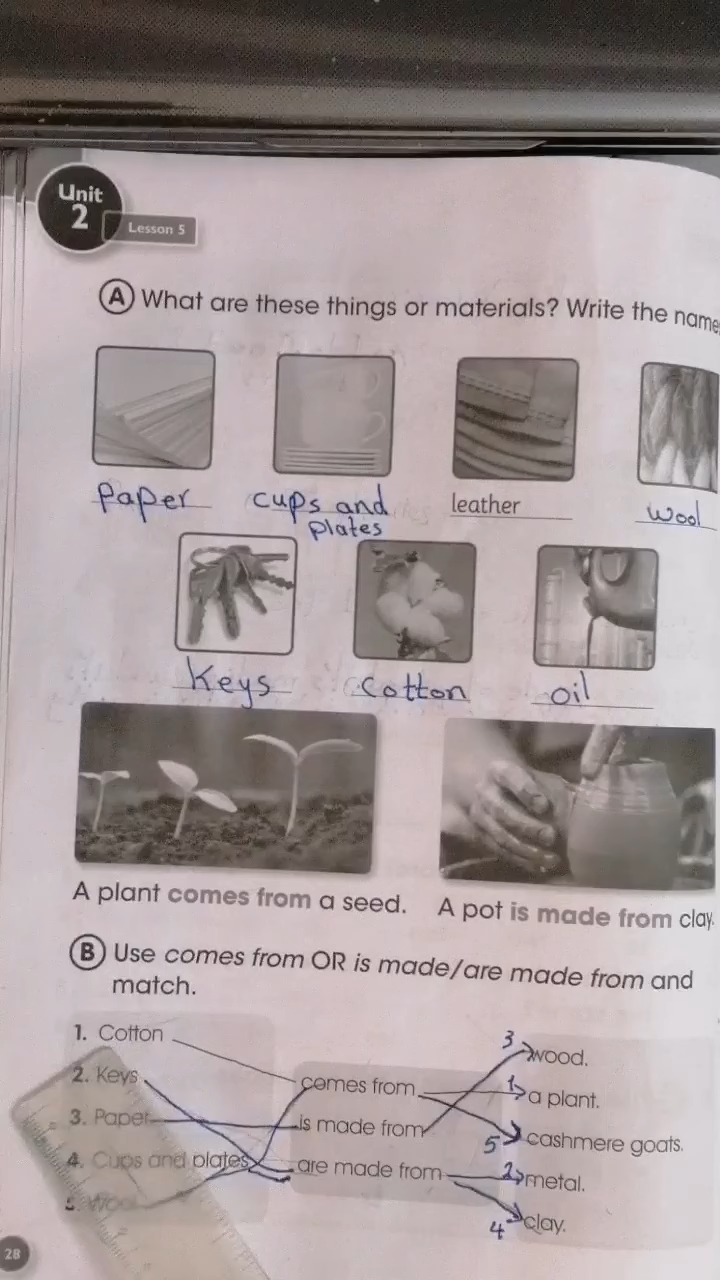 Unit
2
Lesson 5
A What are these things or materials? Write the name
Paper cups and leather wool
plates
Keys cotton oil
A plant comes from a seed. A pot is made from clay.
B Use comes from OR is made/are made from and
match.
1. Cotton
2. Keys
3. Paper
4. Cups and plates
5. Wool
comes from
is made from
are made from
3 wood.
1 a plant.
5 cashmere goats.
2 metal.
4 clay.
28